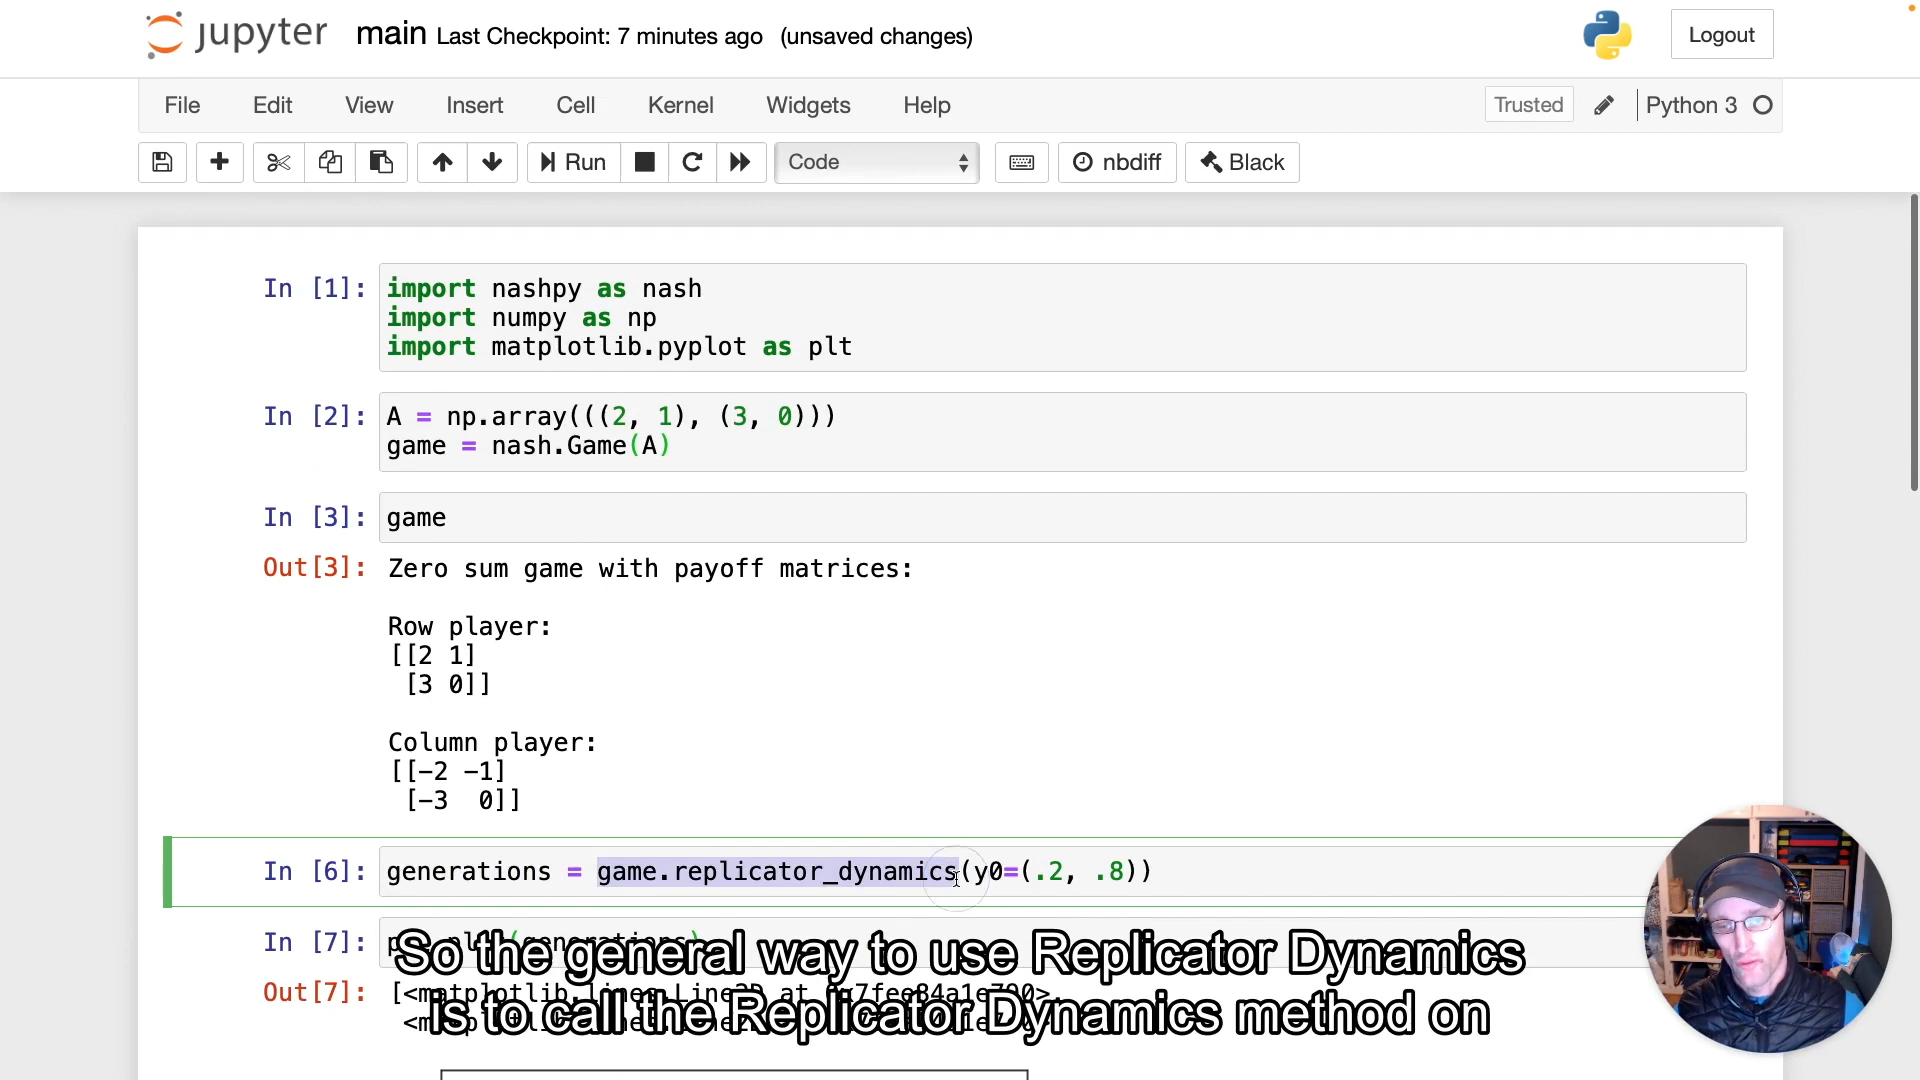 jupyter main Last Checkpoint: 7 minutes ago (unsaved changes) Logout
File Edit View Insert Cell Kernel Widgets Help Trusted Python 3
Run Code nbdiff Black
In [1]: import nashpy as nash
import numpy as np
import matplotlib.pyplot as plt
In [2]: A = np.array(((2, 1), (3, 0)))
game = nash.Game(A)
In [3]: game
Out[3]: Zero sum game with payoff matrices:
Row player:
[[2 1]
[3 0]]
Column player:
[[-2 -1]
[-3 0]]
In [6]: generations = game.replicator_dynamics(y0=(.2, .8))
In [7]:
So the general way to use Replicator Dynamics
Out[7]:
is to call the Replicator Dynamics method on